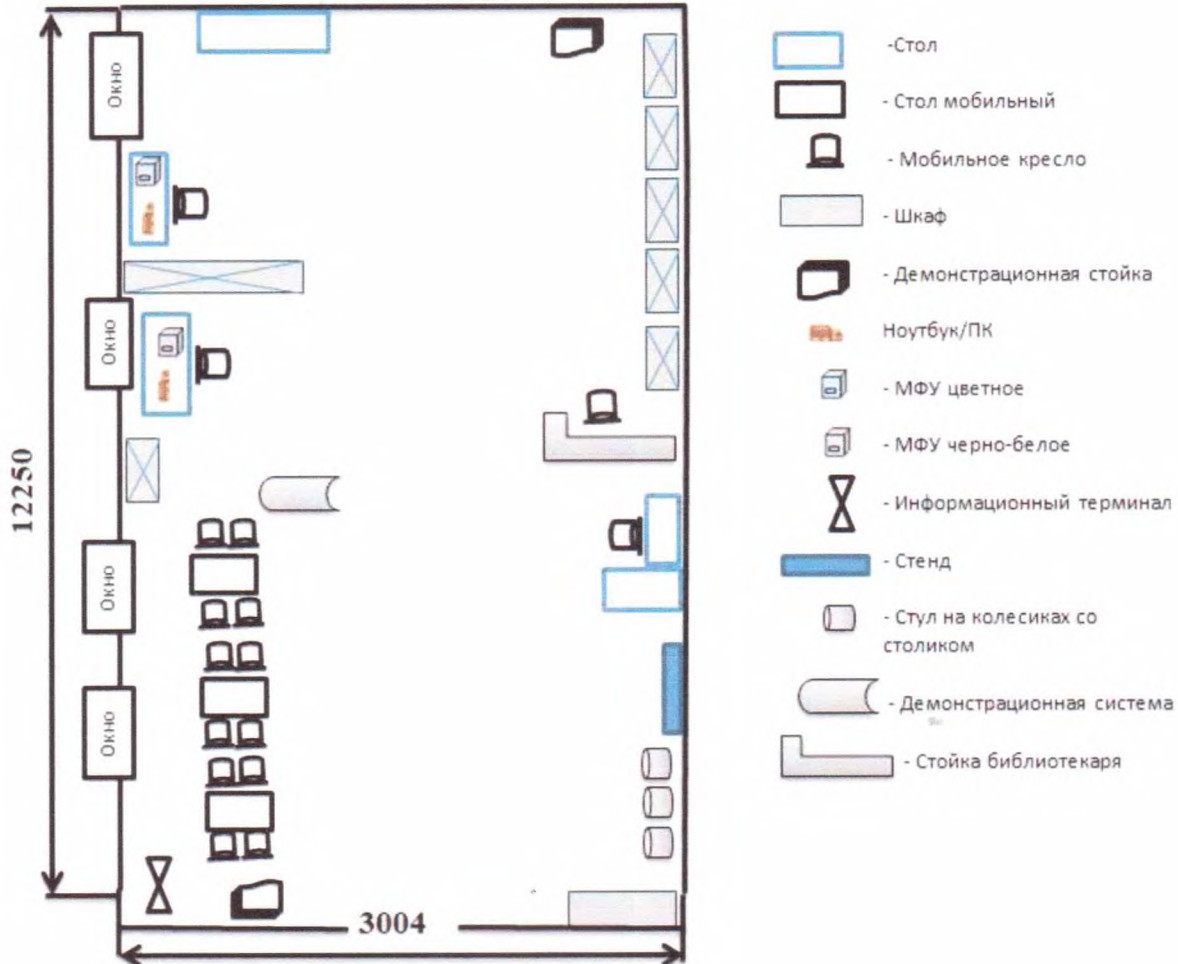 Окно
Окно
Окно
Окно
12250
3004
-Стол
- Стол мобильный
- Мобильное кресло
- Шкаф
- Демонстрационная стойка
Ноутбук/ПК
- МФУ цветное
- МФУ черно-белое
- Информационный терминал
- Стенд
- Стул на колесиках со
столиком
- Демонстрационная система
- Стойка библиотекаря